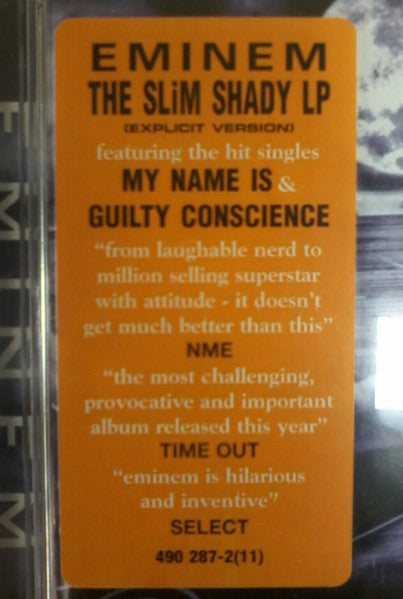 EMINEM
THE SLiM SHADY LP
(EXPLICIT VERSION)
featuring the hit singles
MY NAME IS &
GUILTY CONSCIENCE
“from laughable nerd to
million selling superstar
with attitude - it doesn't
get much better than this”
NME
“the most challenging,
provocative and important
album released this year”
TIME OUT
“eminem is hilarious
and inventive”
SELECT
490 287-2(11)
EMINEM